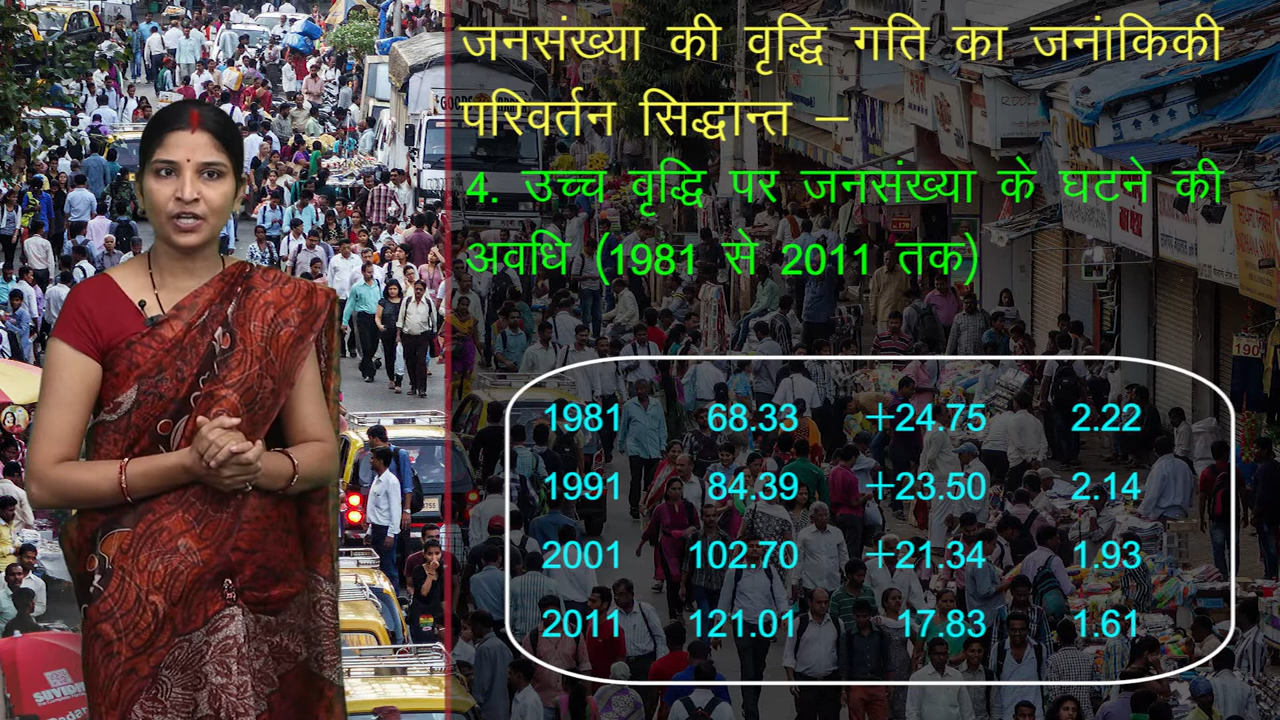 जनसंख्या की वृद्धि गति का जनांकिकी
परिवर्तन सिद्धान्त –
4. उच्च वृद्धि पर जनसंख्या के घटने की
अवधि (1981 से 2011 तक)
1981 68.33 +24.75 2.22
1991 84.39 +23.50 2.14
2001 102.70 +21.34 1.93
2011 121.01 17.83 1.61
190